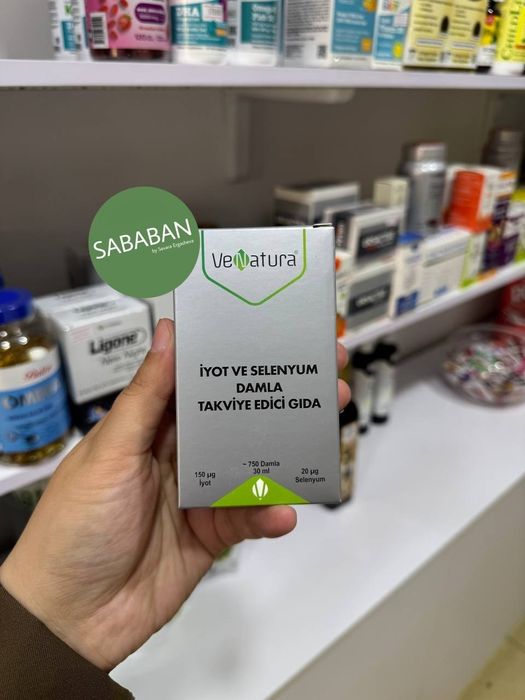 SABABAN
by Sevara Ergasheva
VeNatura®
İYOT VE SELENYUM
DAMLA
TAKVİYE EDİCİ GIDA
150 µg
İyot
~ 750 Damla
30 ml
20 µg
Selenyum
Ligone
OMEGA